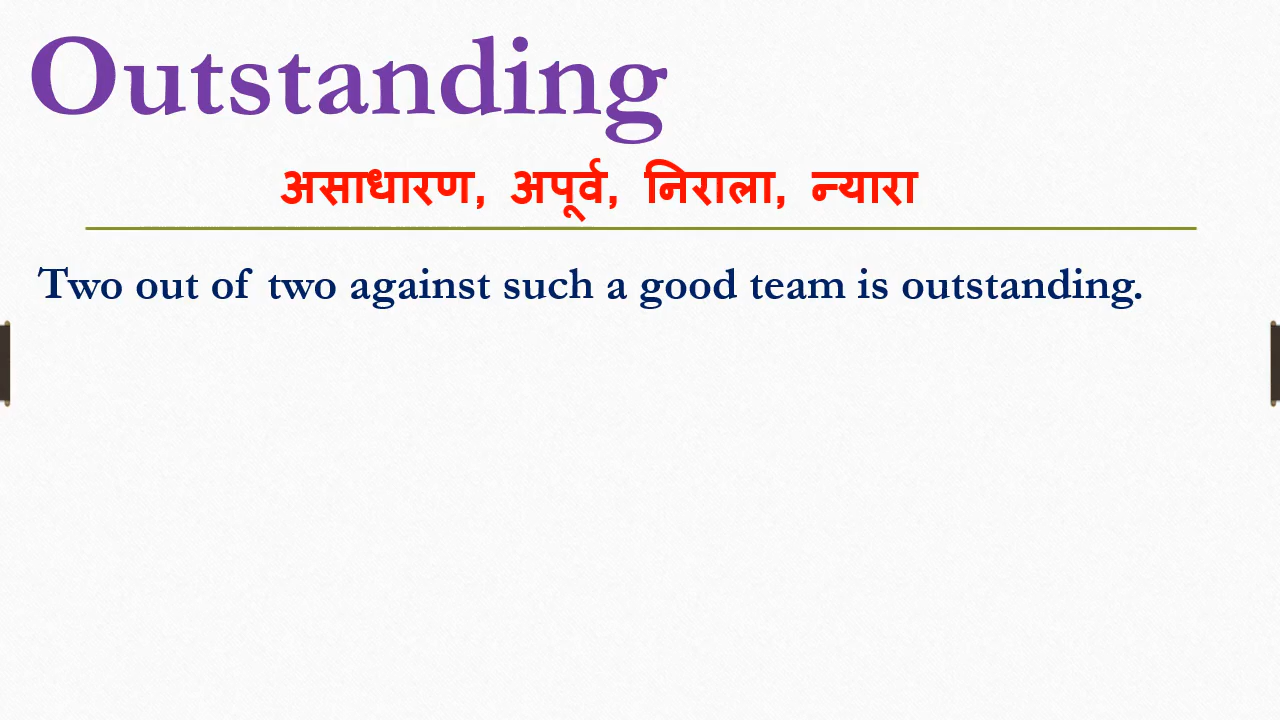 Outstanding
असाधारण, अपूर्व, निराला, न्यारा
Two out of two against such a good team is outstanding.